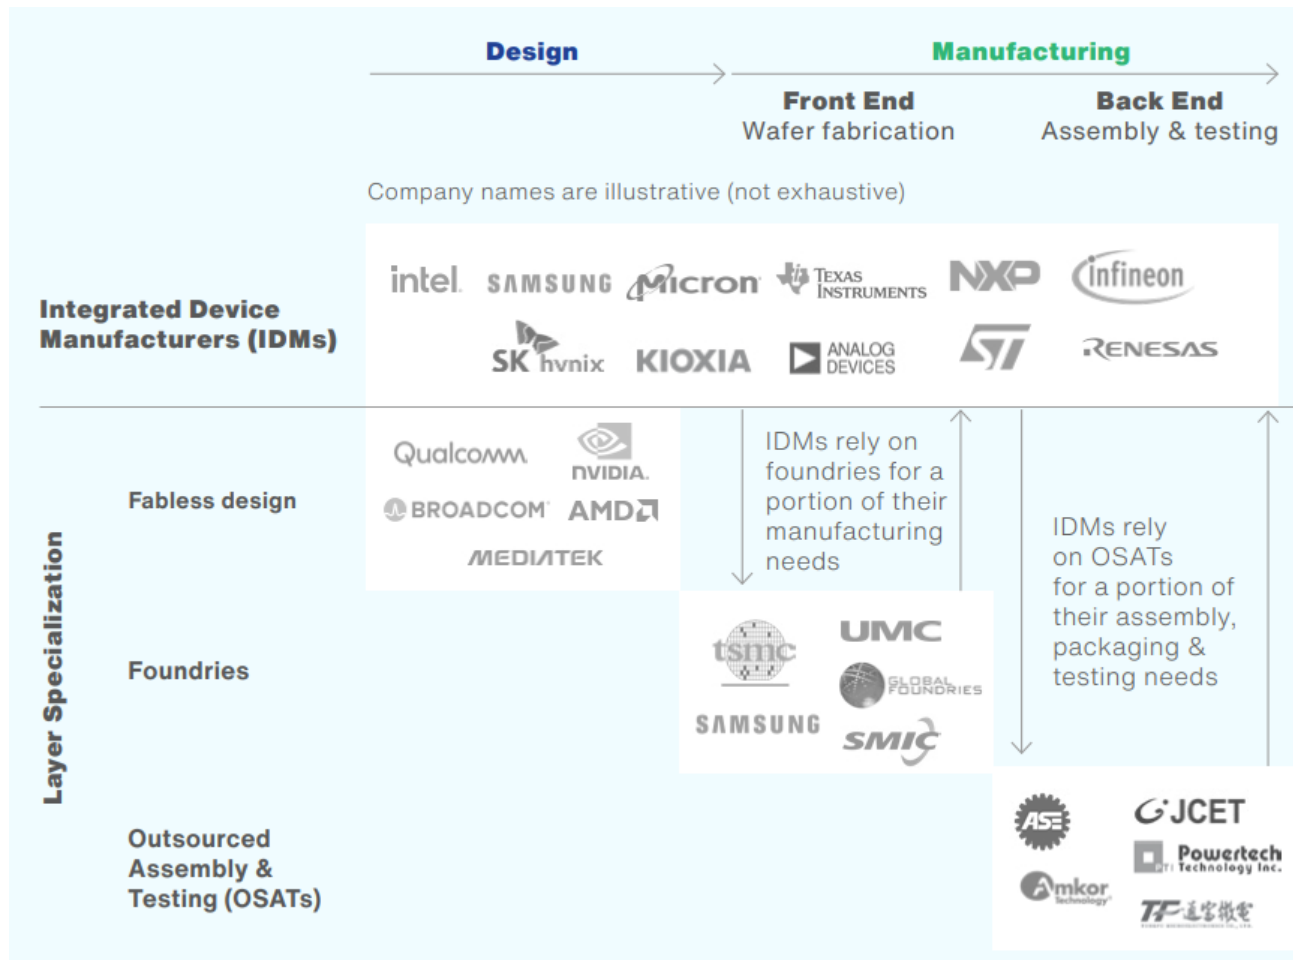 Design
Manufacturing
Front End
Wafer fabrication
Back End
Assembly & testing
Company names are illustrative (not exhaustive)
Integrated Device
Manufacturers (IDMs)
intel.
SAMSUNG
Micron
TEXAS
INSTRUMENTS
NXP
infineon
SK hynix
KIOXIA
ANALOG
DEVICES
ST
RENESAS
Layer Specialization
Fabless design
Qualcomm
NVIDIA.
BROADCOM
AMD
MEDIATEK
IDMs rely on
foundries for a
portion of their
manufacturing
needs
IDMs rely
on OSATs
for a portion of
their assembly,
packaging &
testing needs
Foundries
tsmc
UMC
GLOBAL
FOUNDRIES
SAMSUNG
SMIC
Outsourced
Assembly &
Testing (OSATs)
ASE
JCET
PTI
Powertech
Technology Inc.
Amkor
Technology
TF